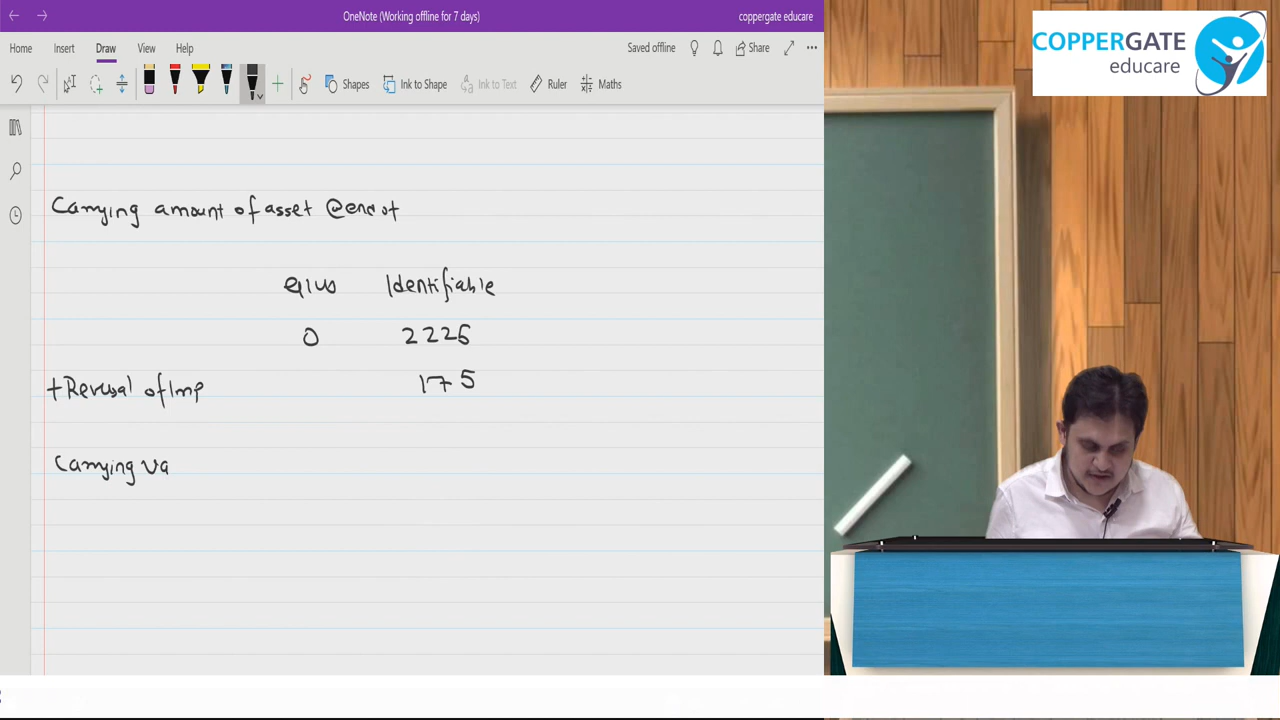 OneNote (Working offline for 7 days)
coppergate educare
Home Insert Draw View Help
Saved offline
Share
Shapes
Ink to Shape
Ink to Text
Ruler
Maths
COPPERGATE
educare
Carrying amount of asset @end of
Identifiable
0 2225
+Reversal of Imp 175
Carrying va